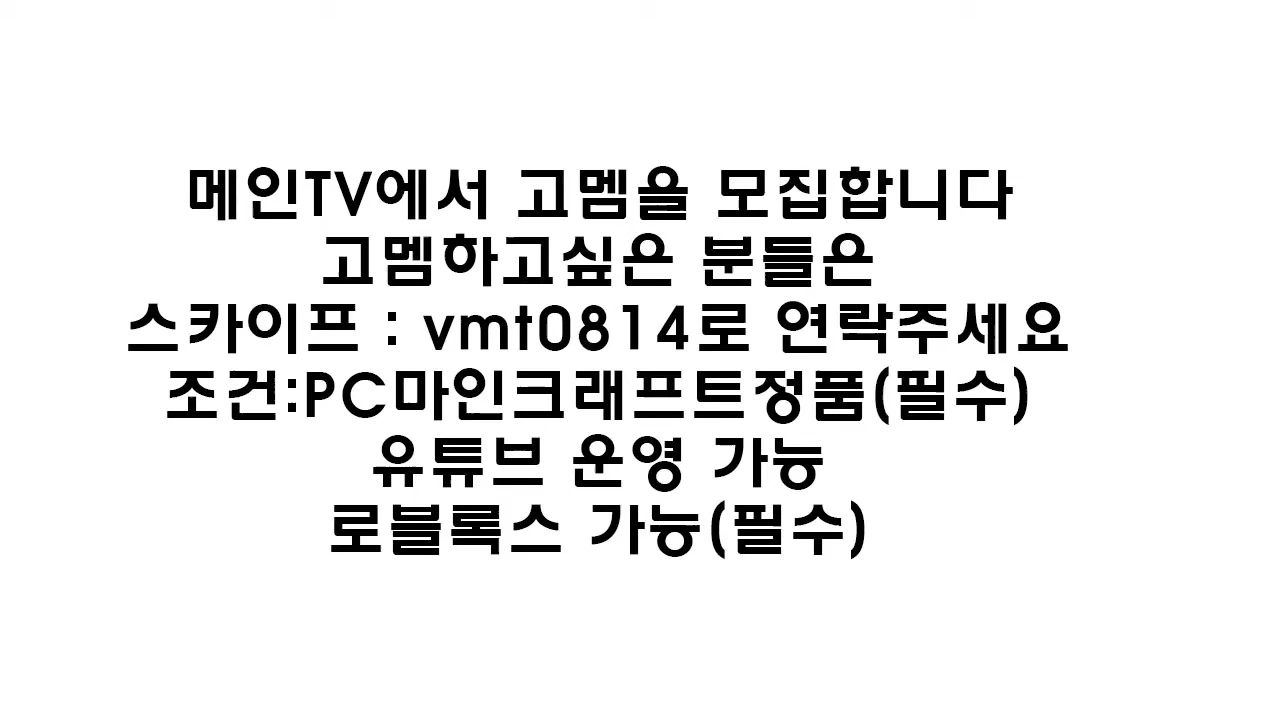 메인TV에서 고멤을 모집합니다
고멤하고싶은 분들은
스카이프 : vmt0814로 연락주세요
조건:PC마인크래프트정품(필수)
유튜브 운영 가능
로블록스 가능(필수)